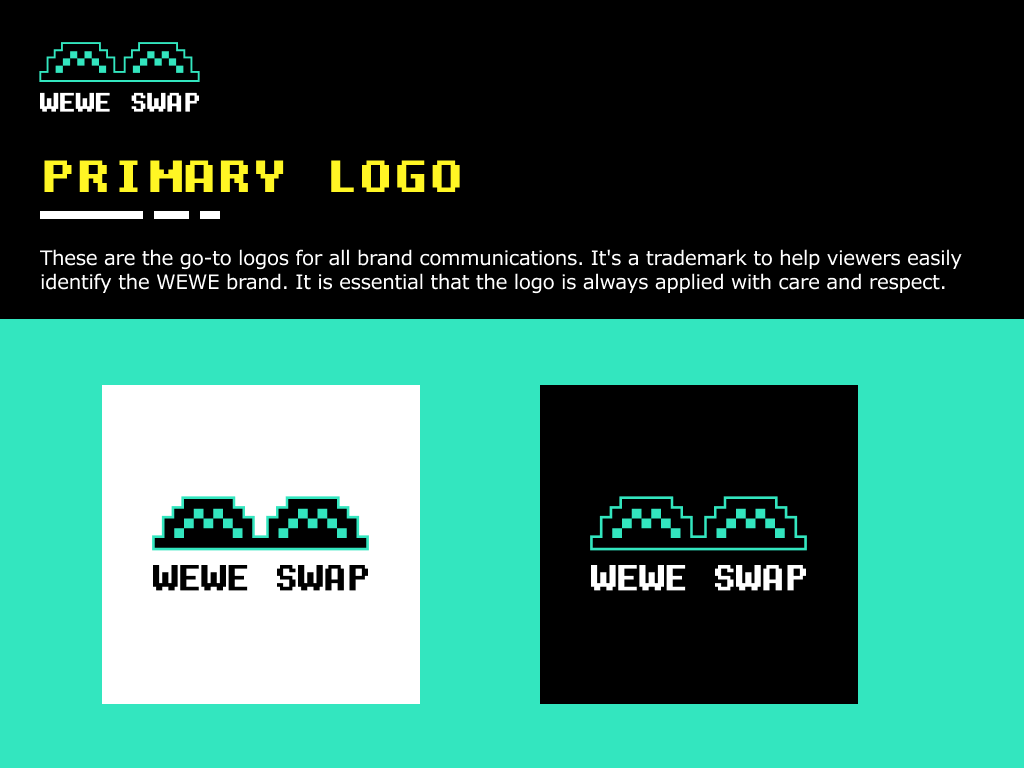 WEWE SWAP
PRIMARY LOGO
These are the go-to logos for all brand communications. It's a trademark to help viewers easily
identify the WEWE brand. It is essential that the logo is always applied with care and respect.
WEWE SWAP
WEWE SWAP